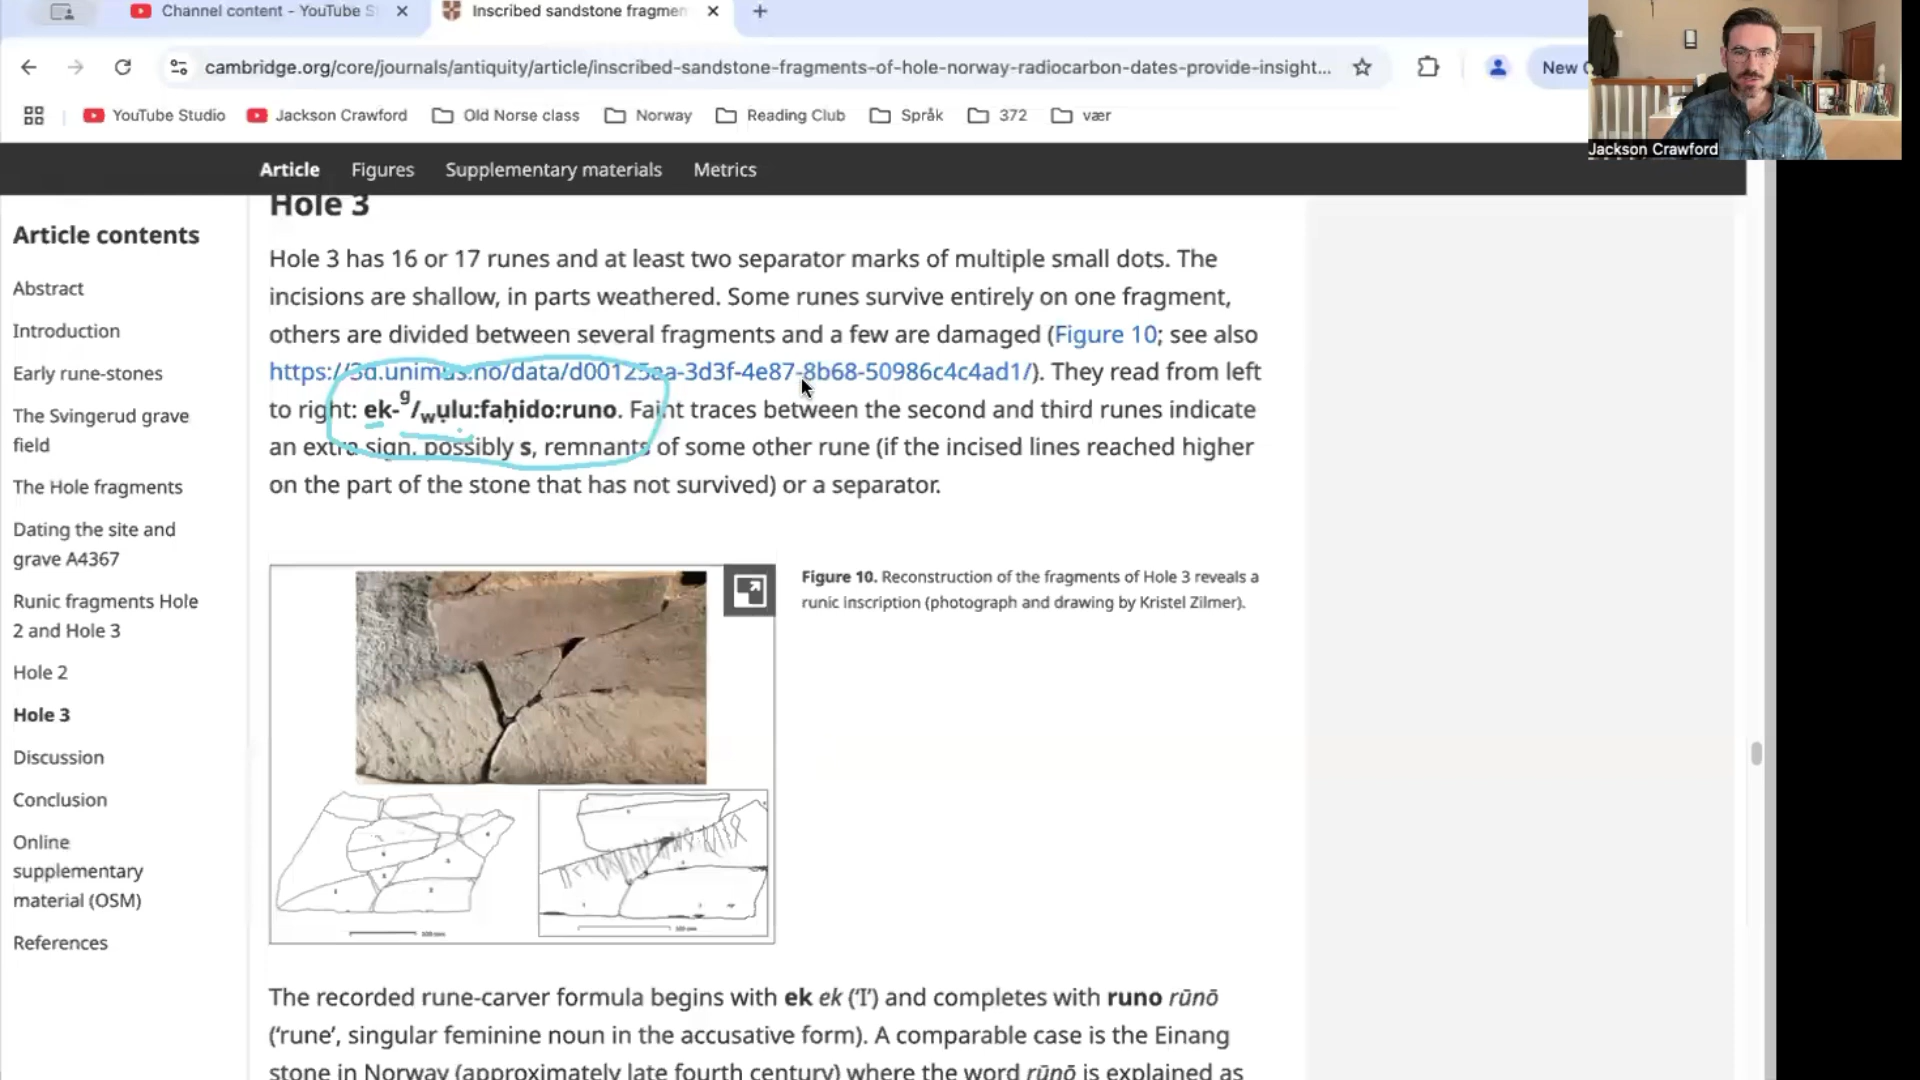 Channel content - YouTube S
Inscribed sandstone fragmen
cambridge.org/core/journals/antiquity/article/inscribed-sandstone-fragments-of-hole-norway-radiocarbon-dates-provide-insight...
New
YouTube Studio
Jackson Crawford
Old Norse class
Norway
Reading Club
Språk
372
vær
Jackson Crawford
Article
Figures
Supplementary materials
Metrics
Article contents
Abstract
Introduction
Early rune-stones
The Svingerud grave
field
The Hole fragments
Dating the site and
grave A4367
Runic fragments Hole
2 and Hole 3
Hole 2
Hole 3
Discussion
Conclusion
Online
supplementary
material (OSM)
References
Hole 3
Hole 3 has 16 or 17 runes and at least two separator marks of multiple small dots. The
incisions are shallow, in parts weathered. Some runes survive entirely on one fragment,
others are divided between several fragments and a few are damaged (Figure 10; see also
https://3d.unimus.no/data/d00125aa-3d3f-4e87-8b68-50986c4c4ad1/). They read from left
to right: ek-g/wụlu:faḥido:runo. Faint traces between the second and third runes indicate
an extra sign, possibly s, remnants of some other rune (if the incised lines reached higher
on the part of the stone that has not survived) or a separator.
Figure 10. Reconstruction of the fragments of Hole 3 reveals a
runic inscription (photograph and drawing by Kristel Zilmer).
The recorded rune-carver formula begins with ek ek ('I') and completes with runo rūnō
('rune', singular feminine noun in the accusative form). A comparable case is the Einang
stone in Norway (approximately late fourth century) where the word rūnō is explained as